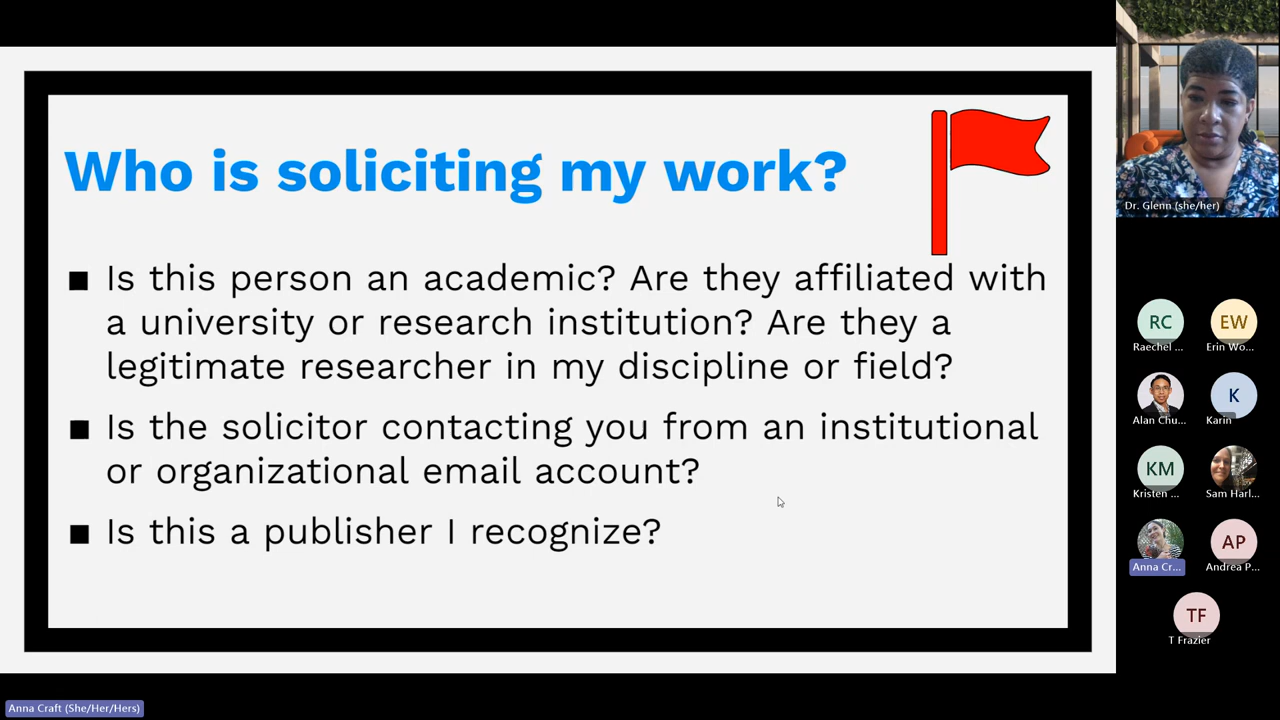 Who is soliciting my work?
■ Is this person an academic? Are they affiliated with
a university or research institution? Are they a
legitimate researcher in my discipline or field?
■ Is the solicitor contacting you from an institutional
or organizational email account?
■ Is this a publisher I recognize?
Dr. Glenn (she/her)
RC
Raechel ...
EW
Erin Wo...
Alan Chu...
K
Karin
KM
Kristen ...
Sam Harl...
Anna Cr...
AP
Andrea P...
TF
T Frazier
Anna Craft (She/Her/Hers)